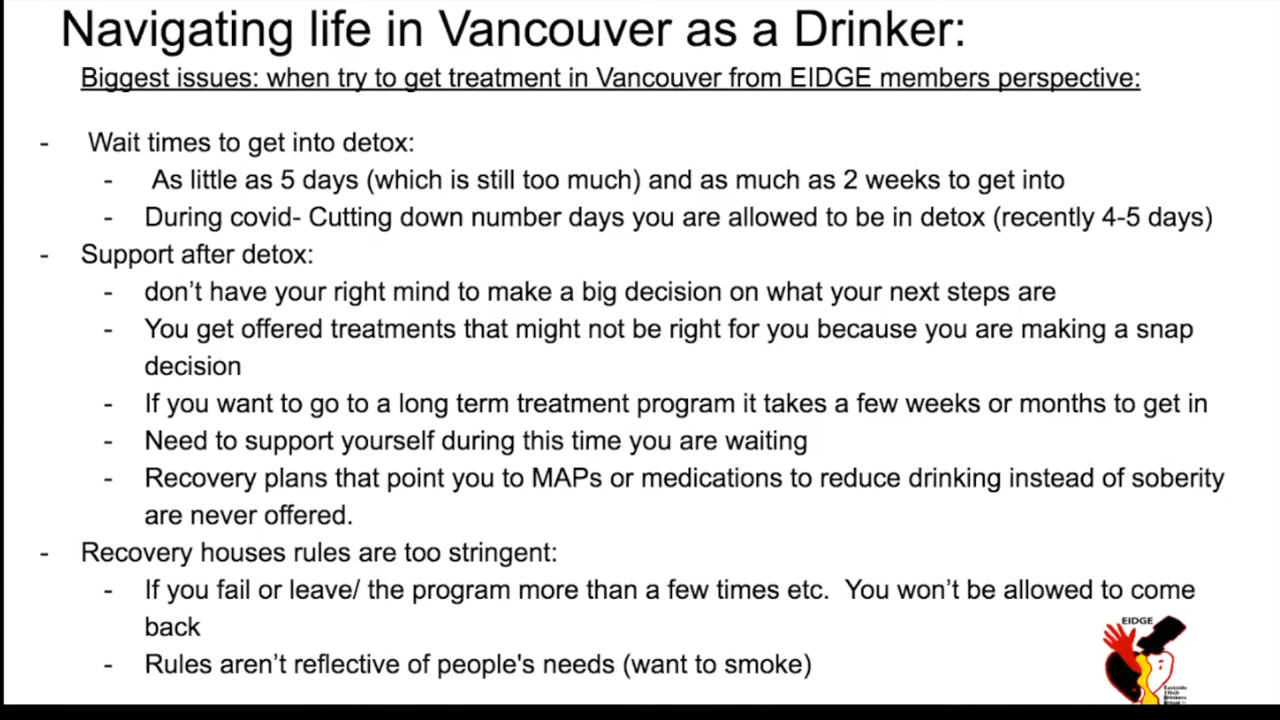 Navigating life in Vancouver as a Drinker:
Biggest issues: when try to get treatment in Vancouver from EIDGE members perspective:
- Wait times to get into detox:
- As little as 5 days (which is still too much) and as much as 2 weeks to get into
- During covid- Cutting down number days you are allowed to be in detox (recently 4-5 days)
- Support after detox:
- don't have your right mind to make a big decision on what your next steps are
- You get offered treatments that might not be right for you because you are making a snap
decision
- If you want to go to a long term treatment program it takes a few weeks or months to get in
- Need to support yourself during this time you are waiting
- Recovery plans that point you to MAPs or medications to reduce drinking instead of soberity
are never offered.
- Recovery houses rules are too stringent:
- If you fail or leave/ the program more than a few times etc.  You won't be allowed to come
back
- Rules aren't reflective of people's needs (want to smoke)
EIDGE